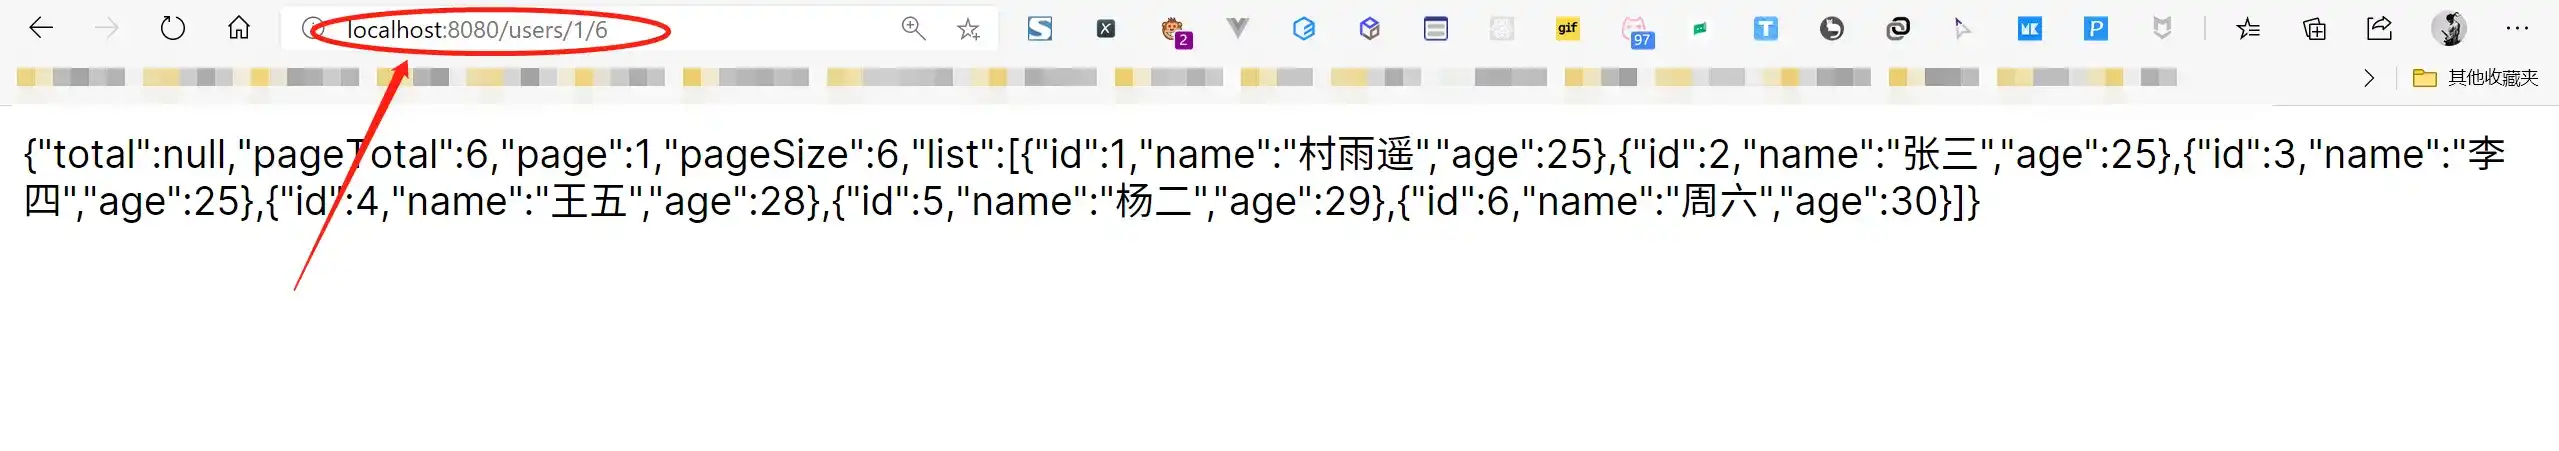 localhost:8080/users/1/6
2
gif
97
T
MK
P
其他收藏夹
{"total":null,"pageTotal":6,"page":1,"pageSize":6,"list":[{"id":1,"name":"村雨遥","age":25},{"id":2,"name":"张三","age":25},{"id":3,"name":"李
四","age":25},{"id":4,"name":"王五","age":28},{"id":5,"name":"杨二","age":29},{"id":6,"name":"周六","age":30}]}